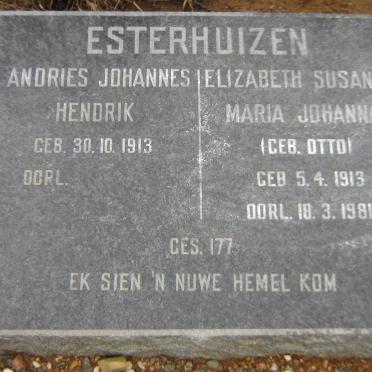 ESTERHUIZEN
ANDRIES JOHANNES
HENDRIK
GEB. 30. 10. 1913
OORL.
ELIZABETH SUSAN
MARIA JOHANNA
(GEB. OTTO)
GEB 5. 4. 1913
OORL. 18. 3. 1981
GES. 177
EK SIEN 'N NUWE HEMEL KOM